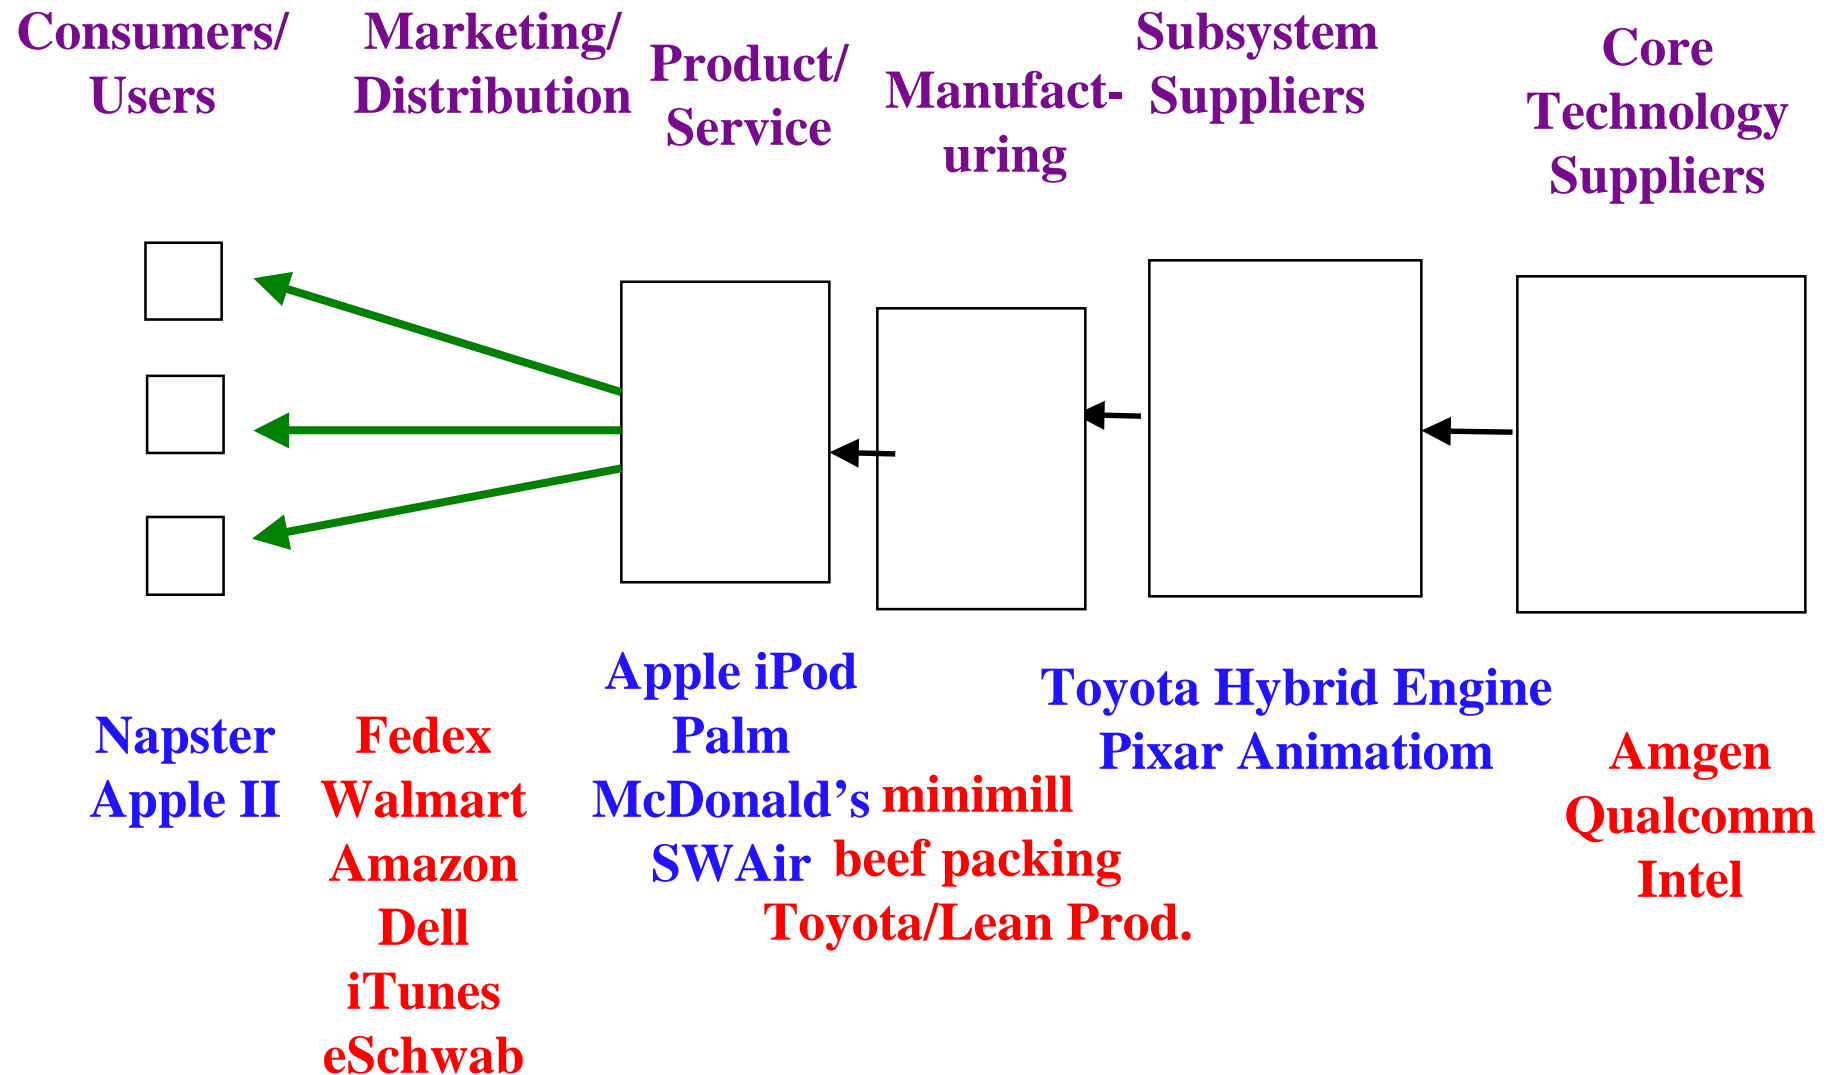 Consumers/
Users
Marketing/
Distribution
Product/
Service
Manufact-
uring
Subsystem
Suppliers
Core
Technology
Suppliers
Napster
Apple II
Fedex
Walmart
Amazon
Dell
iTunes
eSchwab
Apple iPod
Palm
McDonald’s
SWAir
minimill
beef packing
Toyota/Lean Prod.
Toyota Hybrid Engine
Pixar Animatiom
Amgen
Qualcomm
Intel